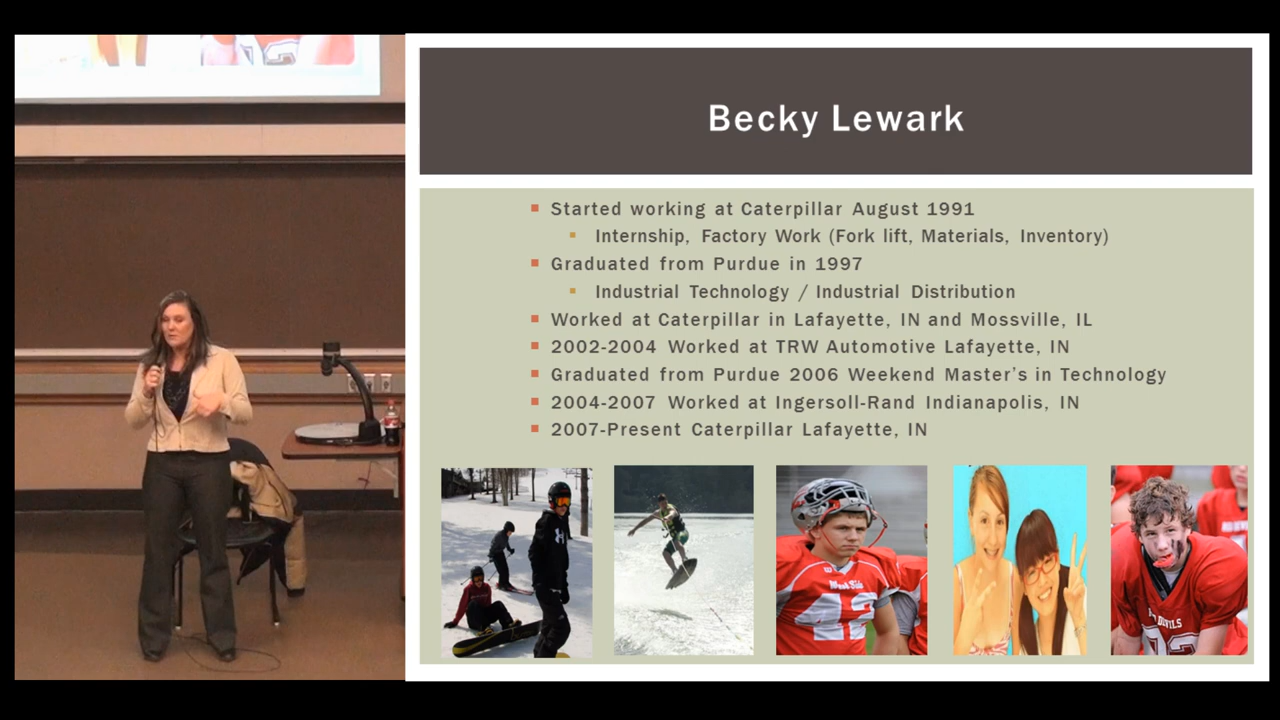 Becky Lewark
Started working at Caterpillar August 1991
Internship, Factory Work (Fork lift, Materials, Inventory)
Graduated from Purdue in 1997
Industrial Technology / Industrial Distribution
Worked at Caterpillar in Lafayette, IN and Mossville, IL
2002-2004 Worked at TRW Automotive Lafayette, IN
Graduated from Purdue 2006 Weekend Master's in Technology
2004-2007 Worked at Ingersoll-Rand Indianapolis, IN
2007-Present Caterpillar Lafayette, IN
West Side
42